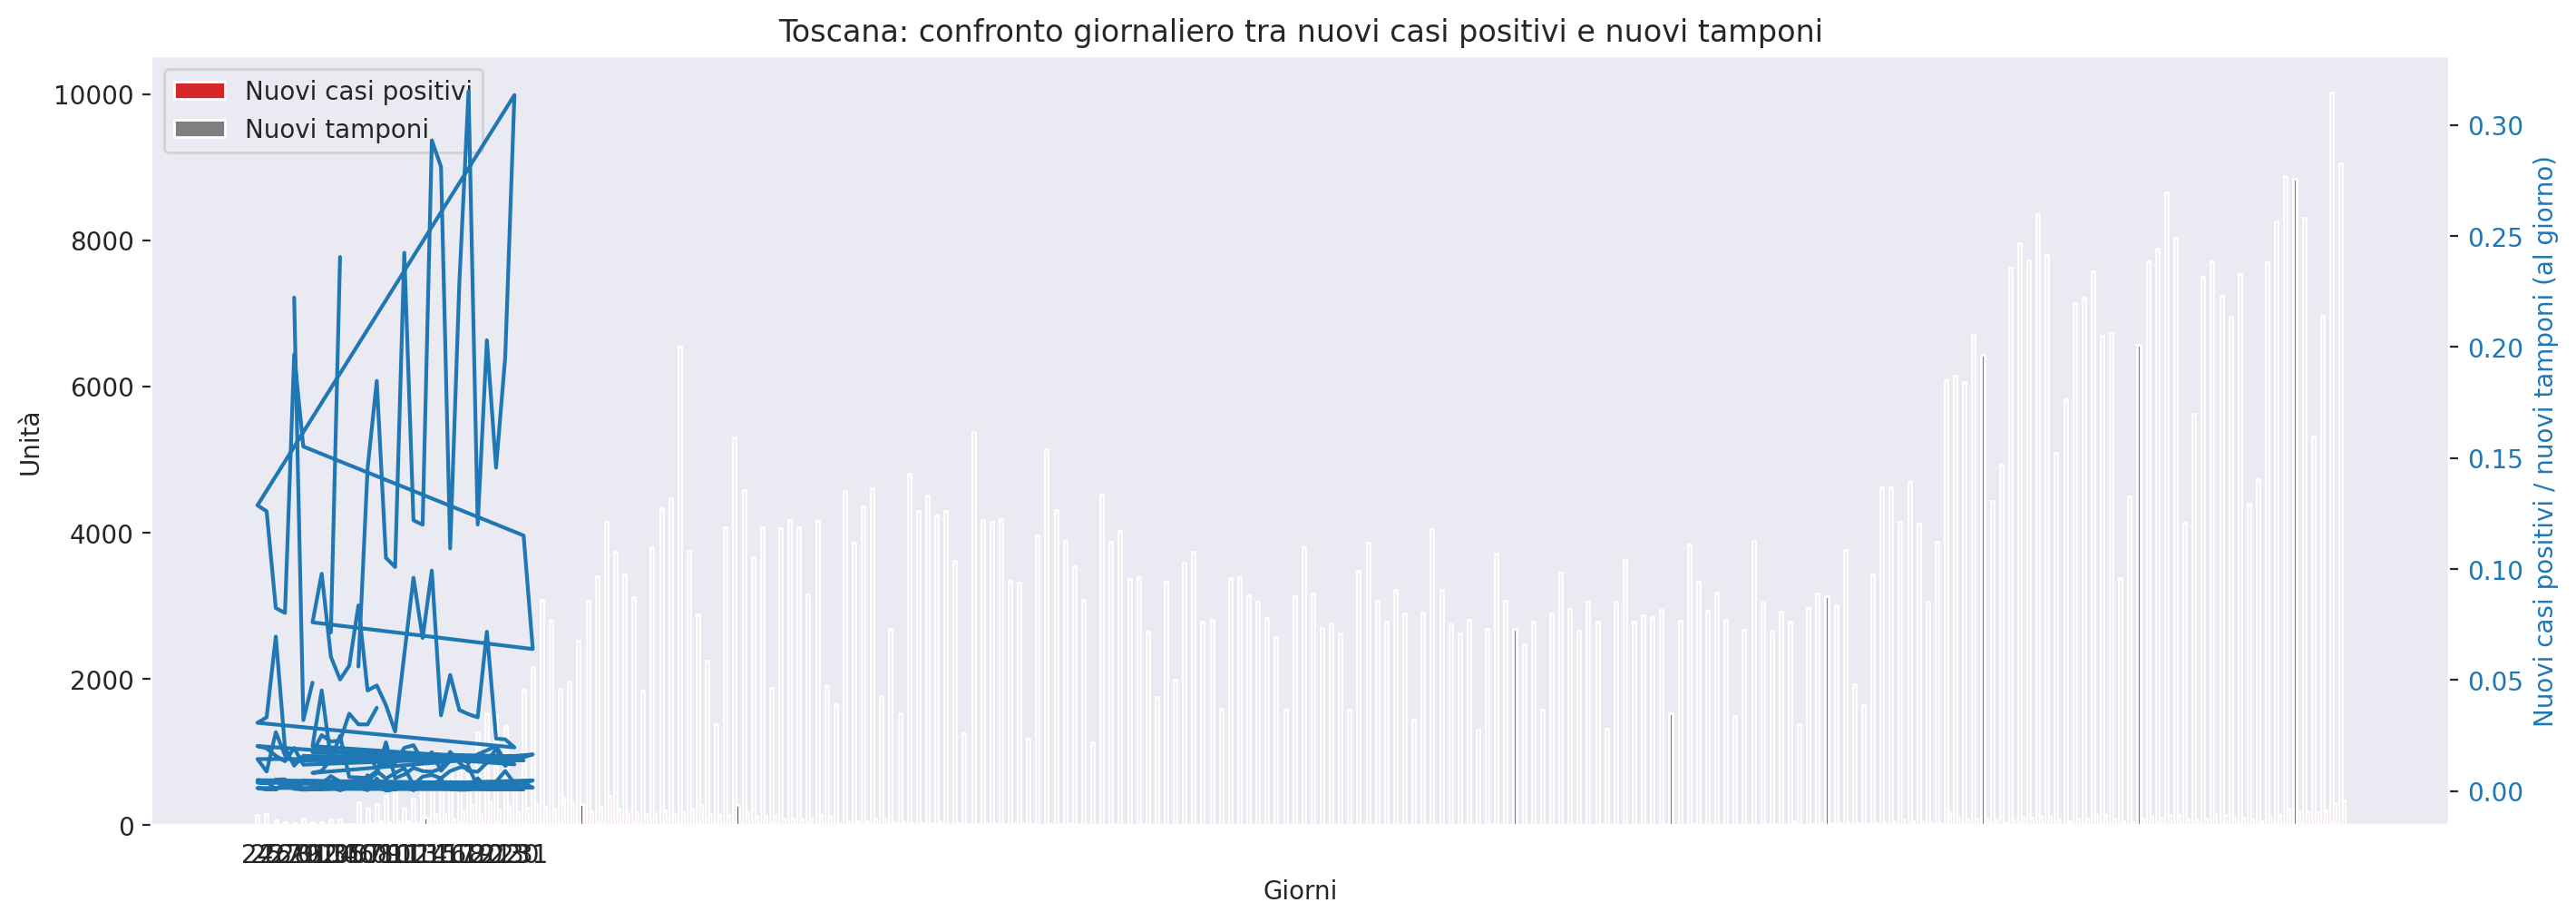 Toscana: confronto giornaliero tra nuovi casi positivi e nuovi tamponi
Nuovi casi positivi
Nuovi tamponi
10000
8000
6000
4000
2000
0
Unità
0.30
0.25
0.20
0.15
0.10
0.05
0.00
Nuovi casi positivi / nuovi tamponi (al giorno)
Giorni